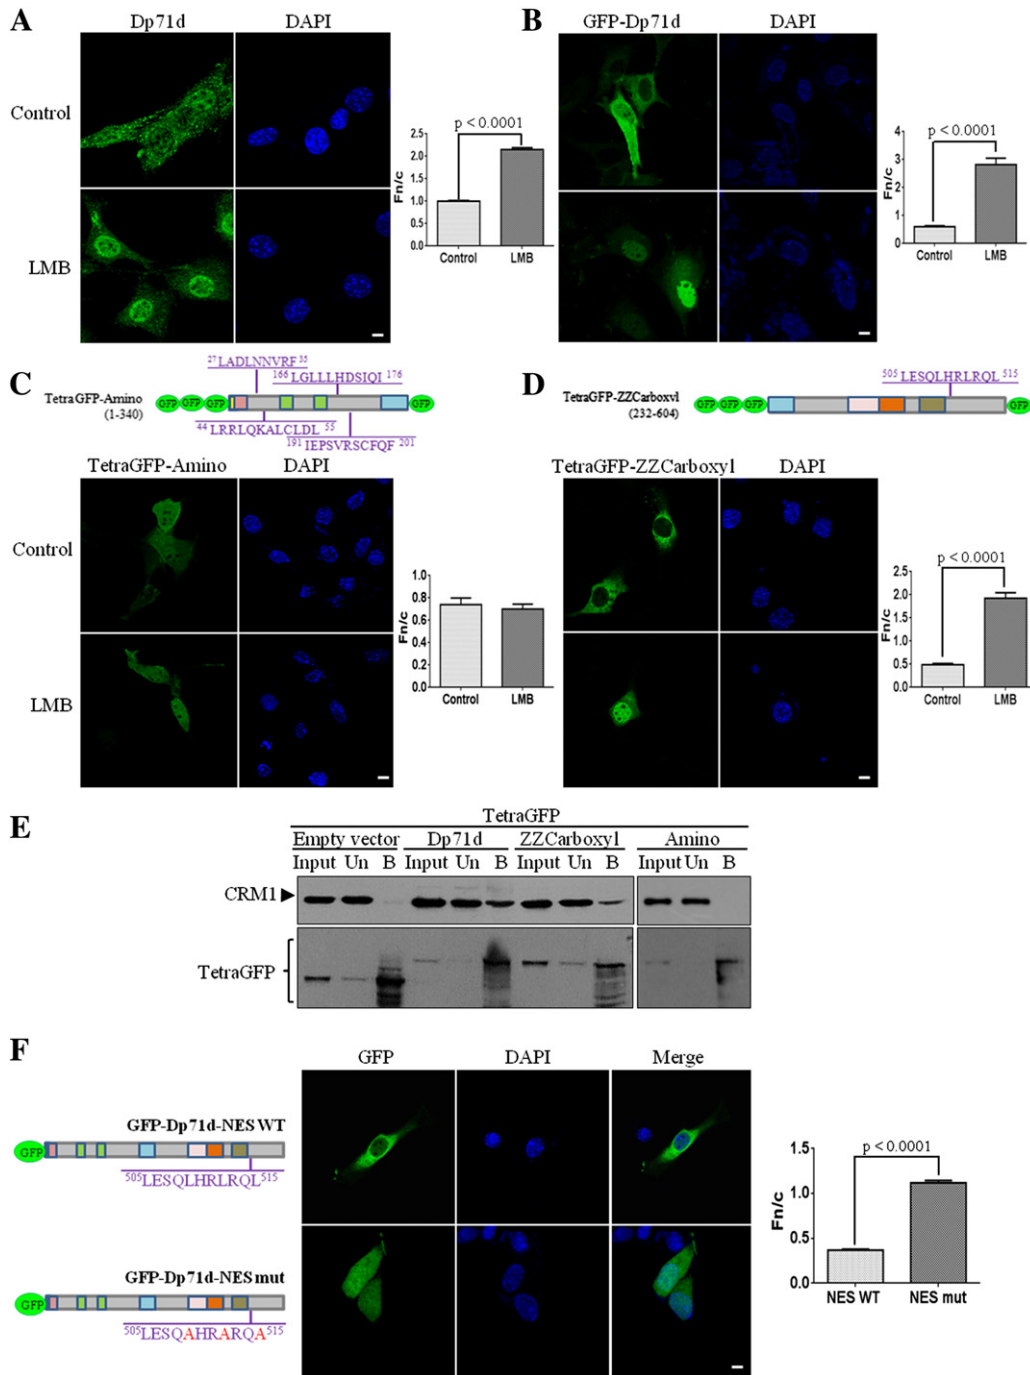 A
Dp71d DAPI
Control
LMB
Fn/c
p < 0.0001
2.5
2.0
1.5
1.0
0.5
0.0
Control LMB
B
GFP-Dp71d DAPI
Fn/c
p < 0.0001
4
3
2
1
0
Control LMB
C
27LADLNNVRF35
166LGLLLHDSIQI176
TetraGFP-Amino
(1-340)
GFP GFP GFP GFP
44LRRLQKALCLDL55
191IEPSVRSCFQF201
TetraGFP-Amino DAPI
Control
LMB
Fn/c
1.0
0.8
0.6
0.4
0.2
0.0
Control LMB
D
505LESQLHRLRQL515
TetraGFP-ZZCarboxyl
(232-604)
GFP GFP GFP GFP
TetraGFP-ZZCarboxyl DAPI
Fn/c
p < 0.0001
2.5
2.0
1.5
1.0
0.5
0.0
Control LMB
E
TetraGFP
Empty vector Dp71d ZZCarboxyl Amino
Input Un B Input Un B Input Un B Input Un B
CRM1
TetraGFP
F
GFP DAPI Merge
GFP-Dp71d-NES WT
GFP
505LESQLHRLRQL515
GFP-Dp71d-NES mut
GFP
505LESQAHRARQA515
Fn/c
p < 0.0001
1.5
1.0
0.5
0.0
NES WT NES mut